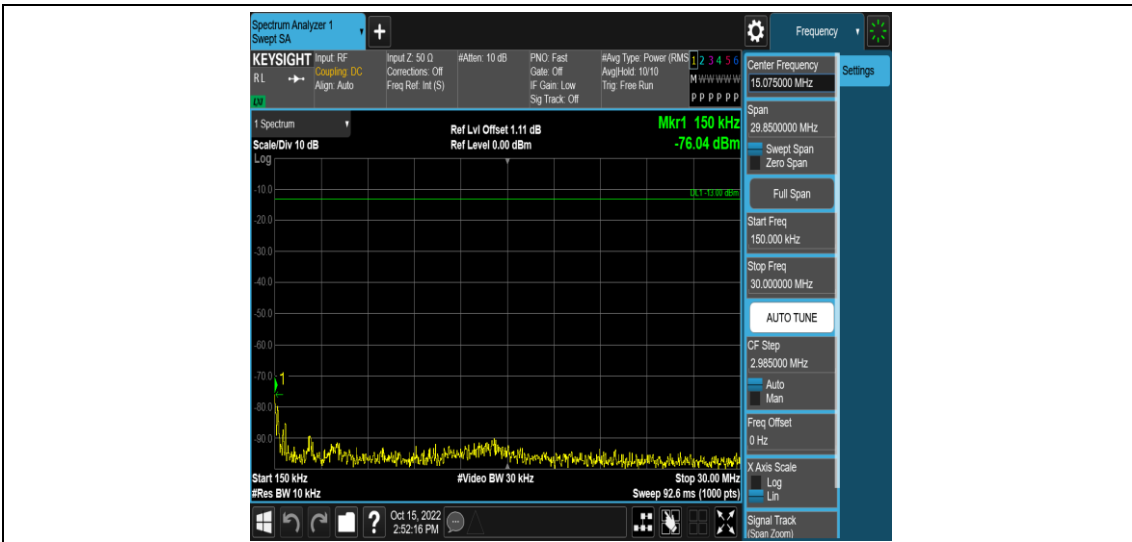 Spectrum Analyzer 1
Swept SA
+
Frequency
KEYSIGHT
RL
LXI
Input: RF
Coupling: DC
Align: Auto
Input Z: 50 Ω
Corrections: Off
Freq Ref: Int (S)
#Atten: 10 dB
PNO: Fast
Gate: Off
IF Gain: Low
Sig Track: Off
#Avg Type: Power (RMS
Avg|Hold: 10/10
Trig: Free Run
1 2 3 4 5 6
M W W W W W
P P P P P P
1 Spectrum
Scale/Div 10 dB
Log
Ref Lvl Offset 1.11 dB
Ref Level 0.00 dBm
Mkr1 150 kHz
-76.04 dBm
DL1 -13.00 dBm
-10.0
-20.0
-30.0
-40.0
-50.0
-60.0
-70.0
1
-80.0
-90.0
Start 150 kHz
#Res BW 10 kHz
#Video BW 30 kHz
Stop 30.00 MHz
Sweep 92.6 ms (1000 pts)
?
Oct 15, 2022
2:52:16 PM
Center Frequency
15.075000 MHz
Settings
Span
29.8500000 MHz
Swept Span
Zero Span
Full Span
Start Freq
150.000 kHz
Stop Freq
30.000000 MHz
AUTO TUNE
CF Step
2.985000 MHz
Auto
Man
Freq Offset
0 Hz
X Axis Scale
Log
Lin
Signal Track
(Span Zoom)